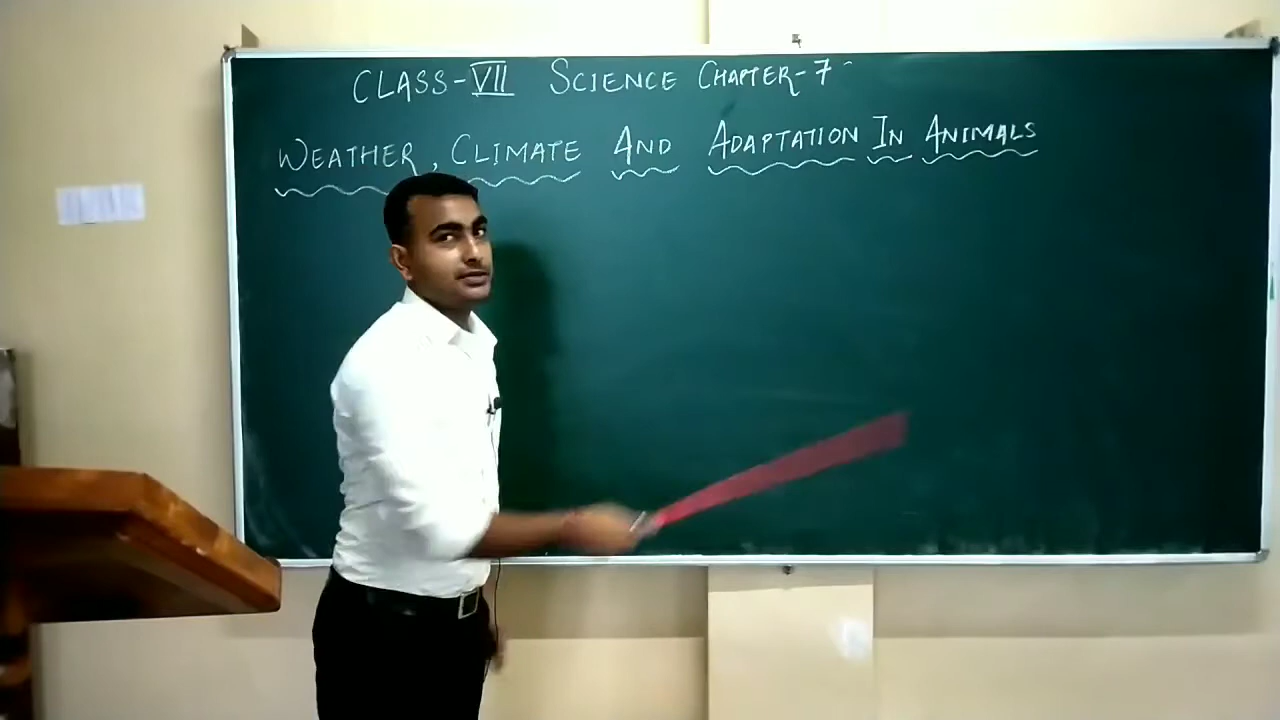 CLASS-VII SCIENCE CHAPTER-7
WEATHER, CLIMATE AND ADAPTATION IN ANIMALS